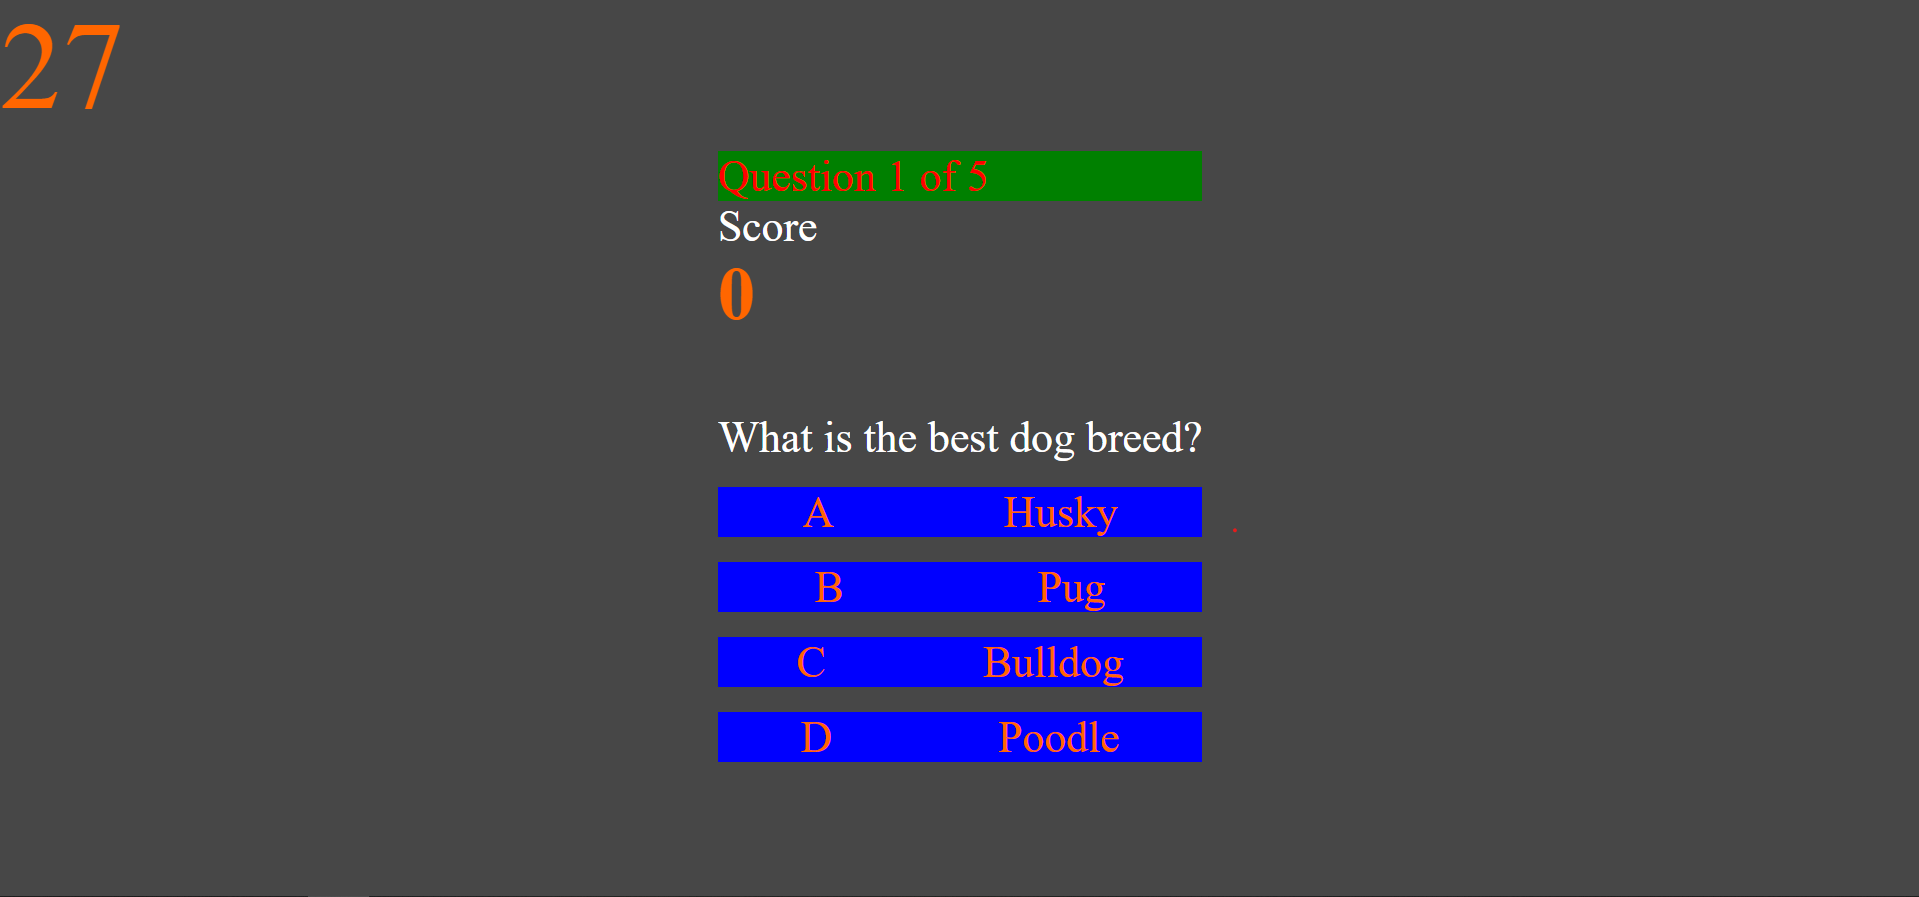 27
Question 1 of 5
Score
0
What is the best dog breed?
A Husky
B Pug
C Bulldog
D Poodle